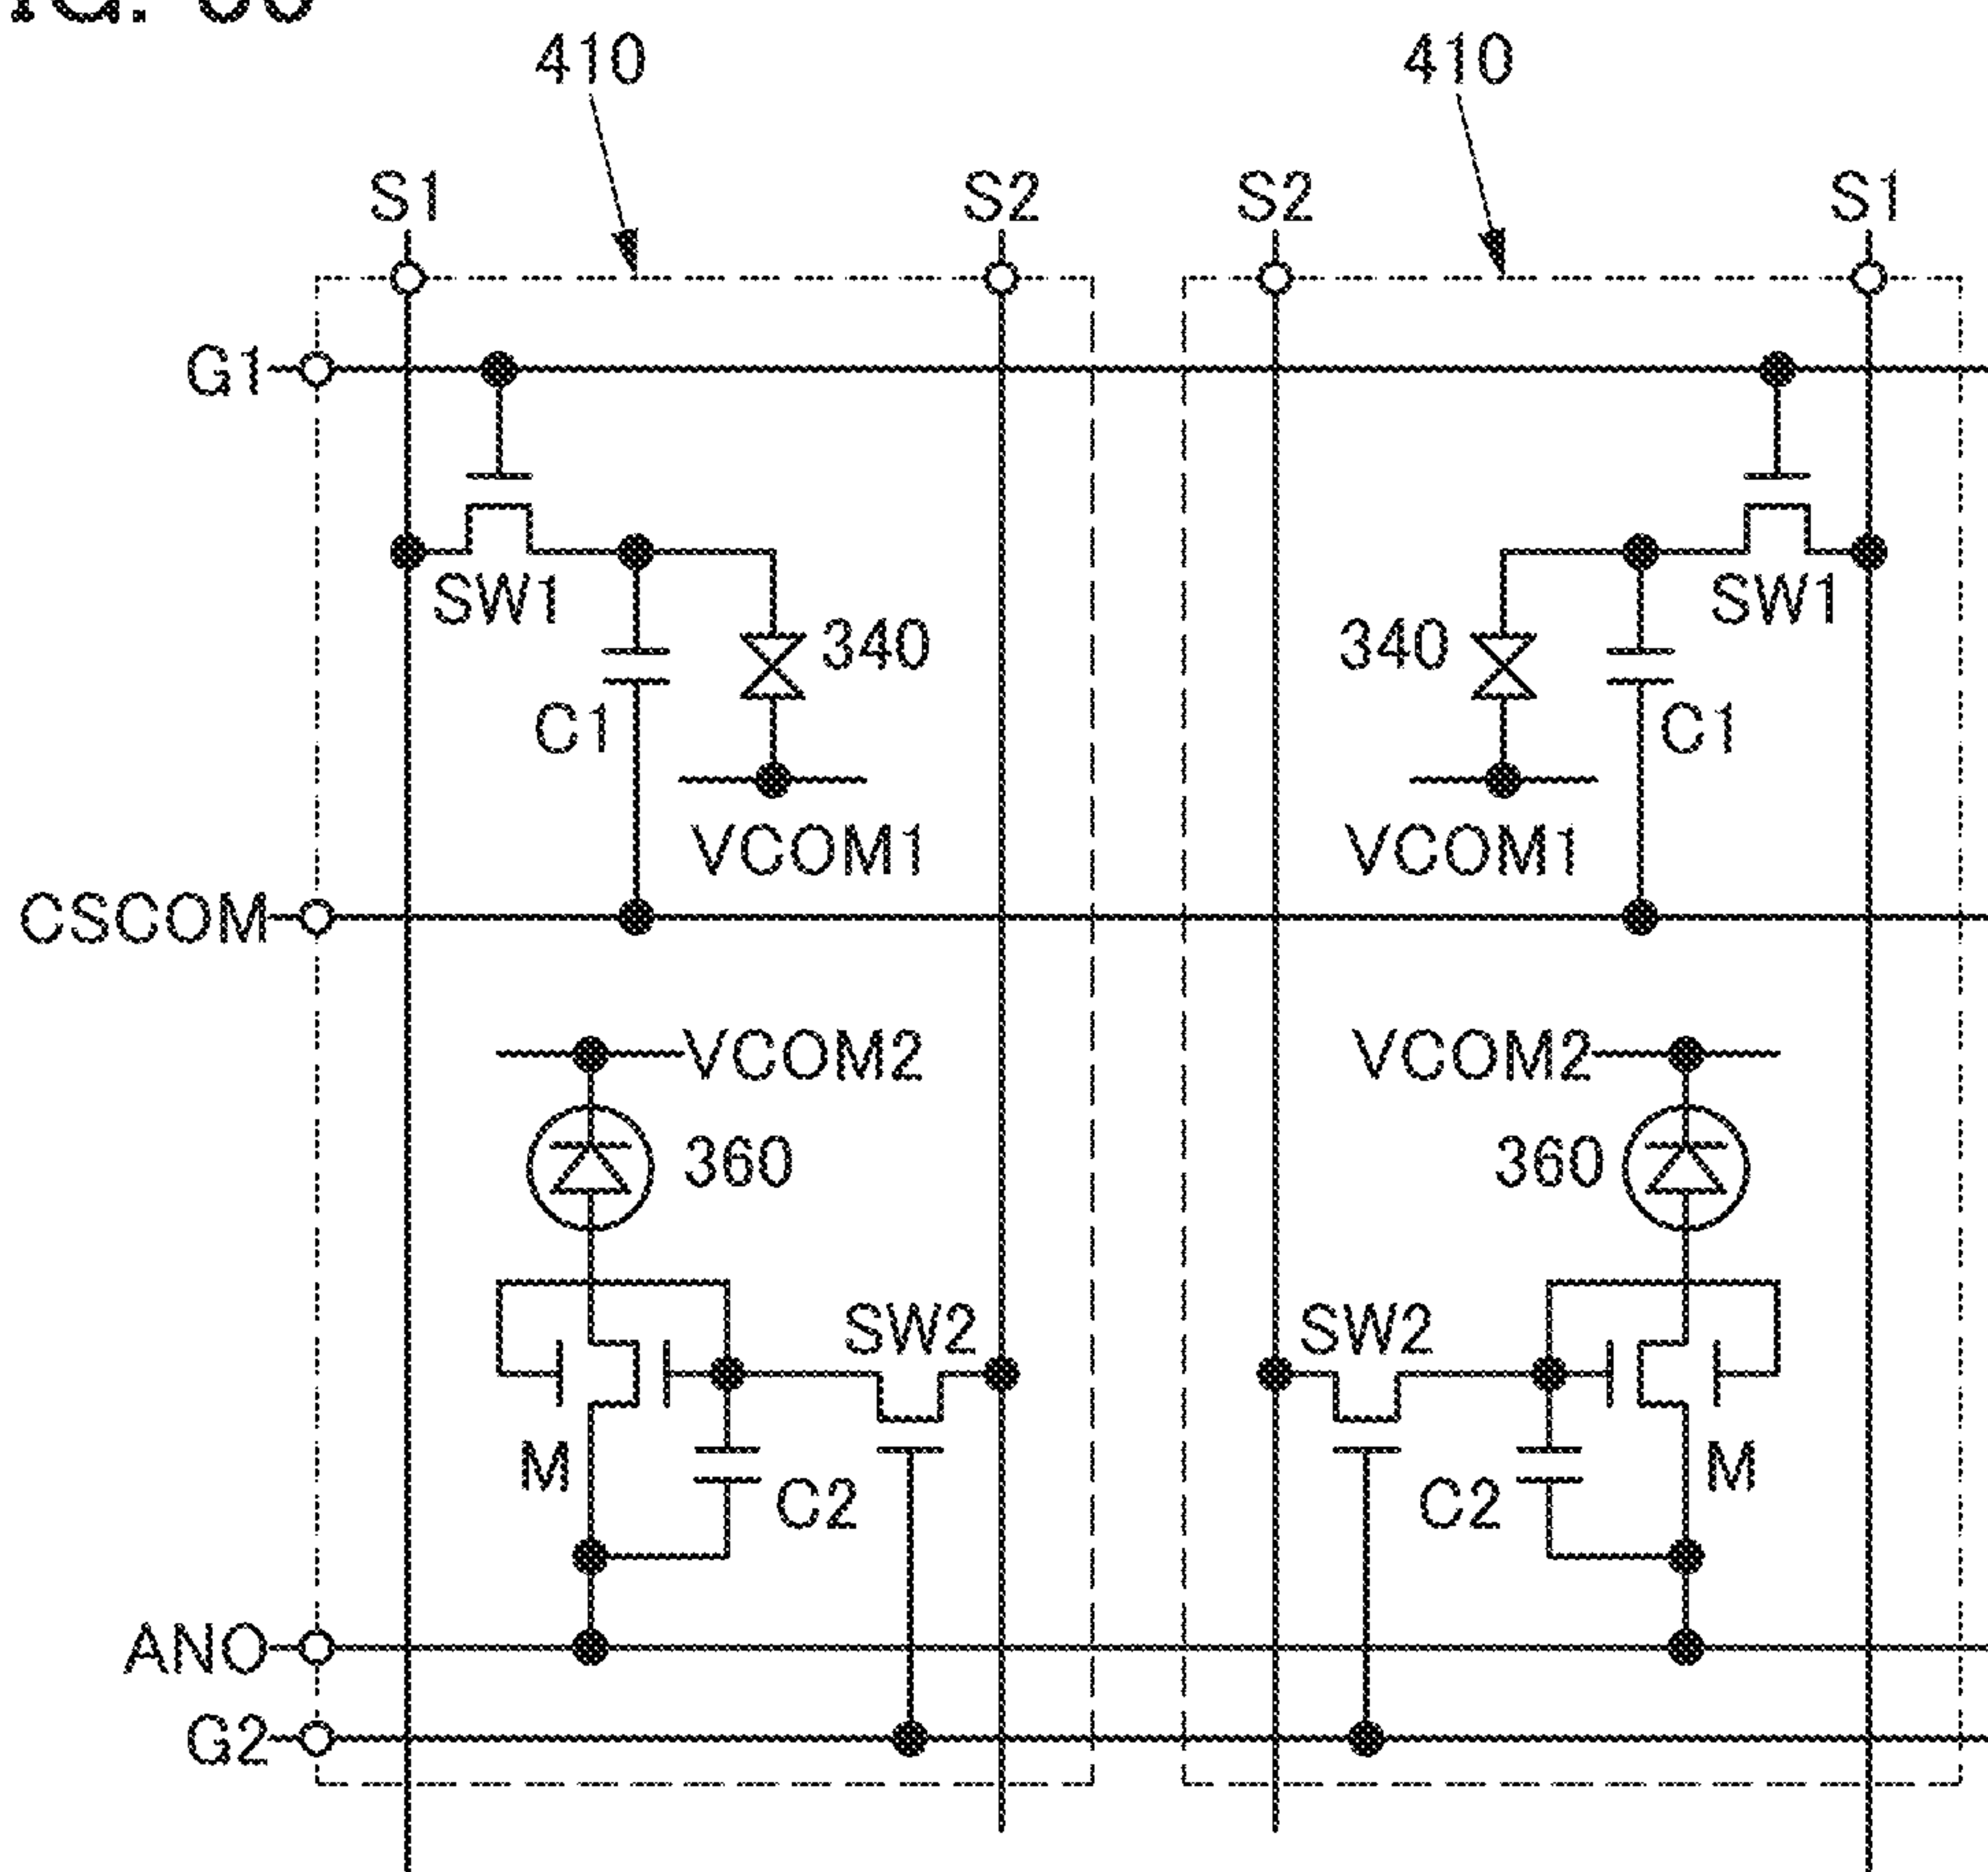 410 410
S1 S2 S2 S1
G1
SW1 SW1
340 340
C1 C1
VCOM1 VCOM1
CSCOM
VCOM2 VCOM2
360 360
SW2 SW2
M C2 C2 M
ANO
G2